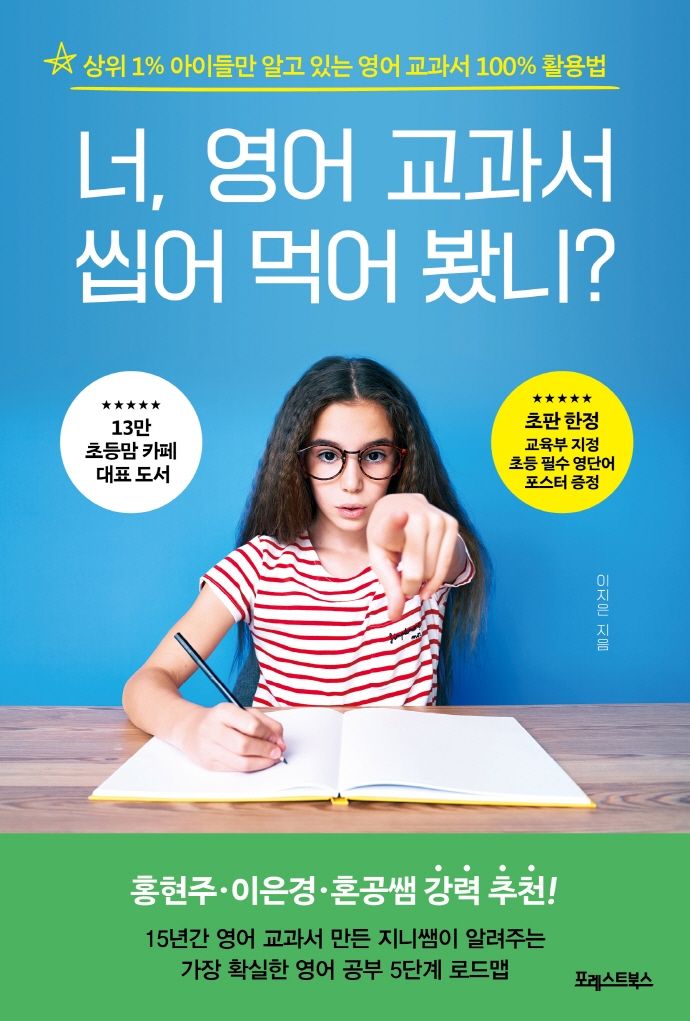 상위 1% 아이들만 알고 있는 영어 교과서 100% 활용법
너, 영어 교과서
씹어 먹어 봤니?
★★★★★
13만
초등맘 카페
대표 도서
★★★★★
초판 한정
교육부 지정
초등 필수 영단어
포스터 증정
이지은 지음
홍현주·이은경·혼공쌤 강력 추천!
15년간 영어 교과서 만든 지니쌤이 알려주는
가장 확실한 영어 공부 5단계 로드맵
포레스트북스